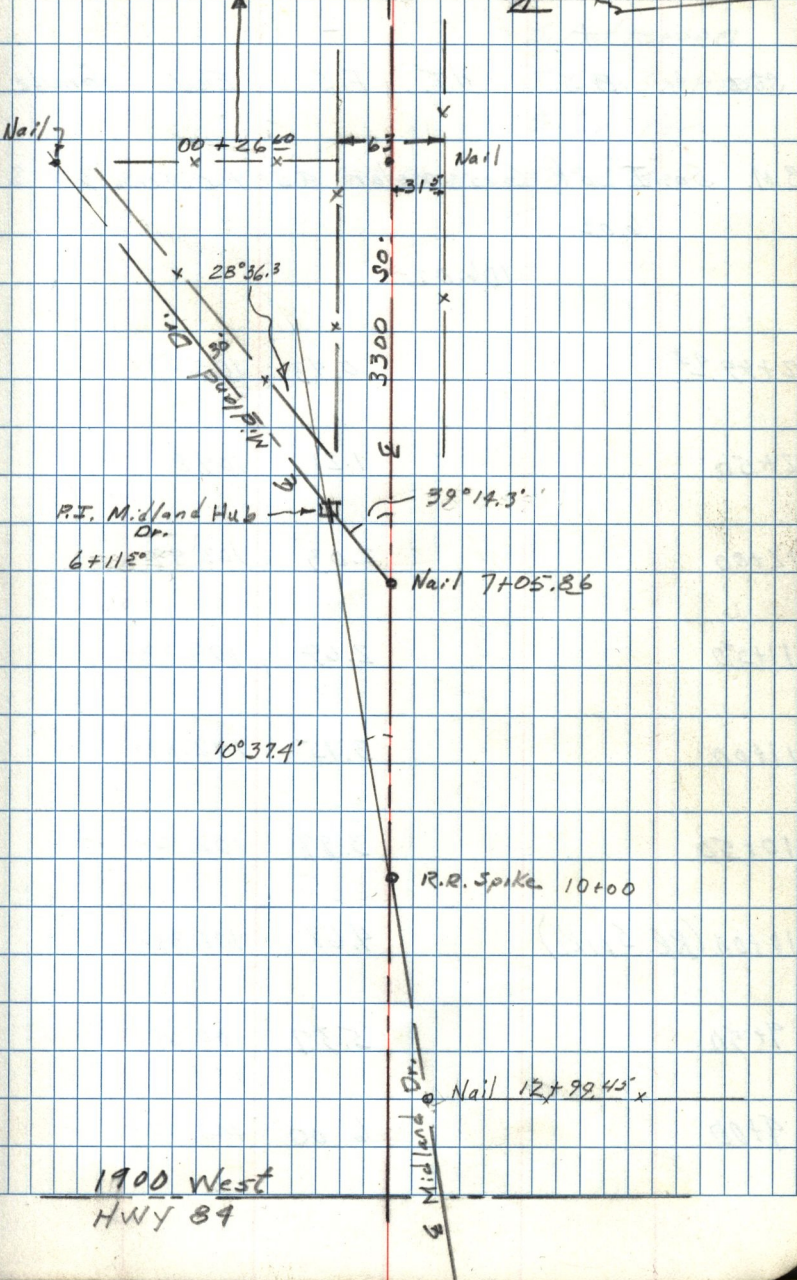 Nail
00 + 26 60
63
Nail
31 5
28°36.3
3300 So.
Midland Dr.
39°14.3'
P.I. Midland Hub
Dr.
6+11 50
Nail 7+05.86
10°37.4'
R.R. Spike 10+00
Nail 12+99.45
Midland Dr.
1900 West
HWY 84